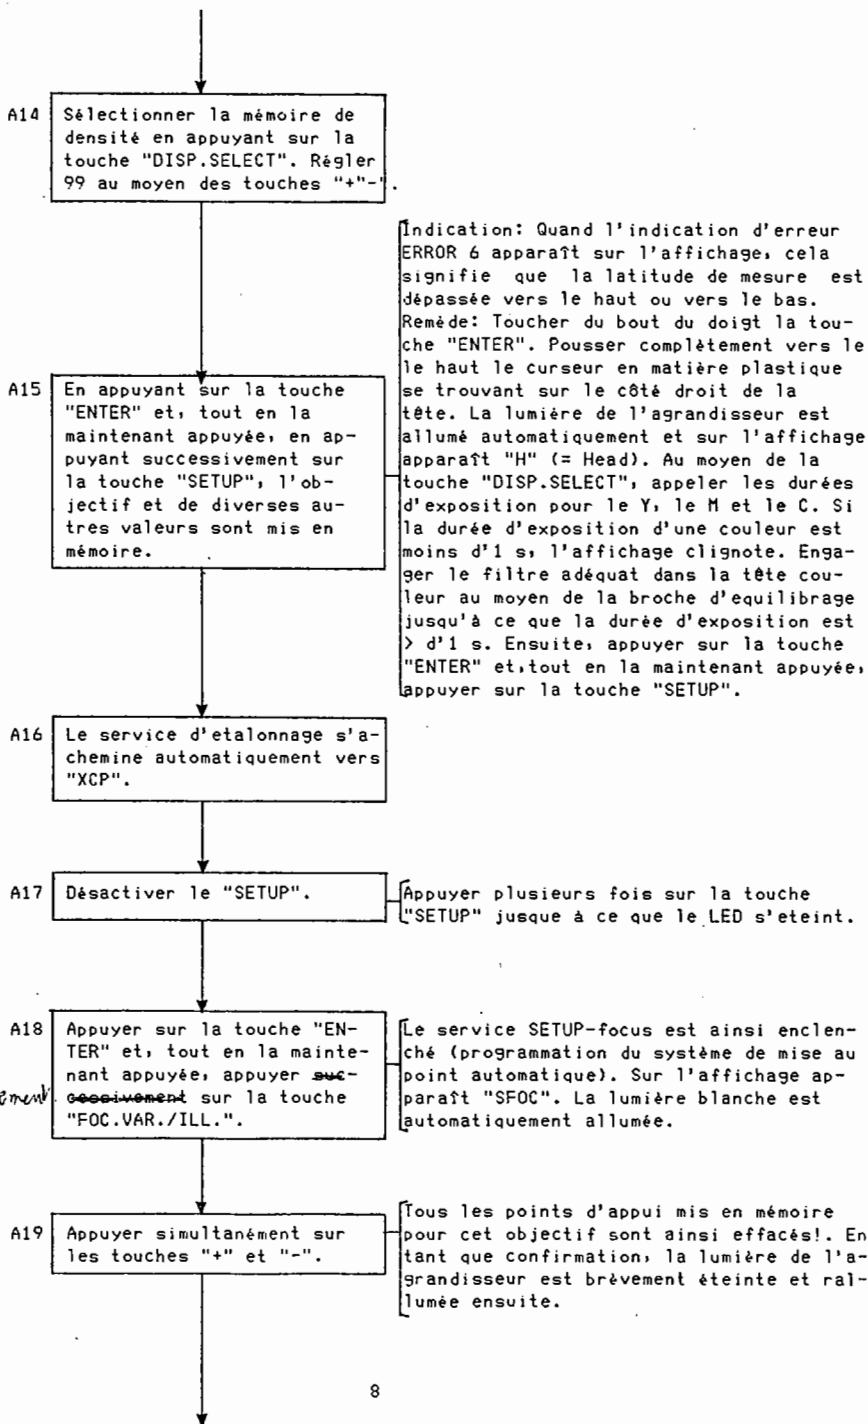 A14
Sélectionner la mémoire de
densité en appuyant sur la
touche "DISP.SELECT". Régler
99 au moyen des touches "+"-".
Indication: Quand l'indication d'erreur
ERROR 6 apparaît sur l'affichage, cela
signifie que la latitude de mesure est
dépassée vers le haut ou vers le bas.
Remède: Toucher du bout du doigt la tou-
che "ENTER". Pousser complètement vers le
le haut le curseur en matière plastique
se trouvant sur le côté droit de la
tête. La lumière de l'agrandisseur est
allumé automatiquement et sur l'affichage
apparaît "H" (= Head). Au moyen de la
touche "DISP.SELECT", appeler les durées
d'exposition pour le Y, le M et le C. Si
la durée d'exposition d'une couleur est
moins d'1 s, l'affichage clignote. Enga-
ger le filtre adéquat dans la tête cou-
leur au moyen de la broche d'equilibrage
jusqu'à ce que la durée d'exposition est
> d'1 s. Ensuite, appuyer sur la touche
"ENTER" et,tout en la maintenant appuyée,
appuyer sur la touche "SETUP".
A15
En appuyant sur la touche
"ENTER" et, tout en la
maintenant appuyée, en ap-
puyant successivement sur
la touche "SETUP", l'ob-
jectif et de diverses au-
tres valeurs sont mis en
mémoire.
A16
Le service d'etalonnage s'a-
chemine automatiquement vers
"XCP".
A17
Désactiver le "SETUP".
Appuyer plusieurs fois sur la touche
"SETUP" jusque à ce que le LED s'eteint.
A18
Appuyer sur la touche "EN-
TER" et, tout en la mainte-
nant appuyée, appuyer suc-
cessivement sur la touche
"FOC.VAR./ILL.".
ement
Le service SETUP-focus est ainsi enclen-
ché (programmation du système de mise au
point automatique). Sur l'affichage ap-
paraît "SFOC". La lumière blanche est
automatiquement allumée.
A19
Appuyer simultanément sur
les touches "+" et "-".
Tous les points d'appui mis en mémoire
pour cet objectif sont ainsi effacés!. En
tant que confirmation, la lumière de l'a-
grandisseur est brèvement éteinte et ral-
lumée ensuite.
8